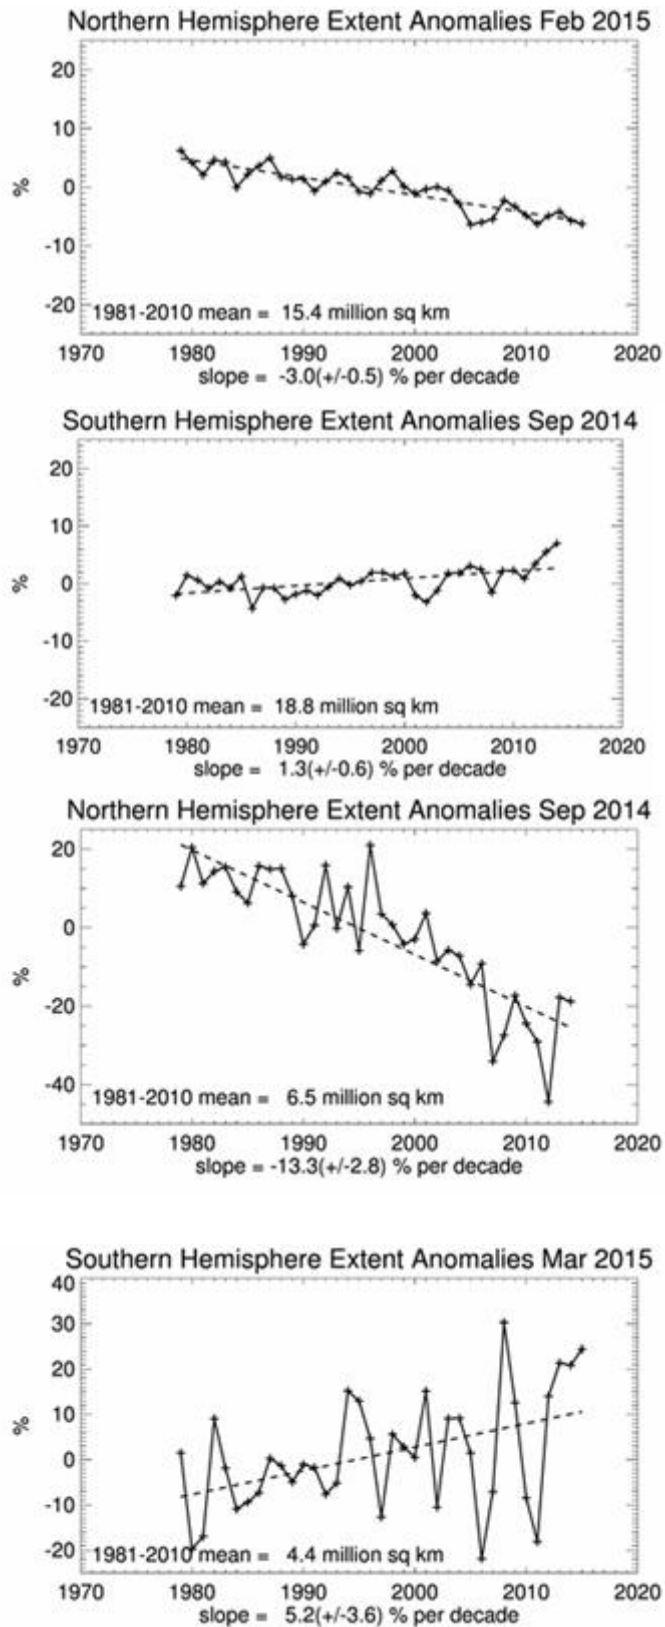 Northern Hemisphere Extent Anomalies Feb 2015
20
10
0
-10
-20
%
1981-2010 mean = 15.4 million sq km
1970 1980 1990 2000 2010 2020
slope = -3.0(+/-0.5) % per decade
Southern Hemisphere Extent Anomalies Sep 2014
20
10
0
-10
-20
%
1981-2010 mean = 18.8 million sq km
1970 1980 1990 2000 2010 2020
slope = 1.3(+/-0.6) % per decade
Northern Hemisphere Extent Anomalies Sep 2014
20
0
-20
-40
%
1981-2010 mean = 6.5 million sq km
1970 1980 1990 2000 2010 2020
slope = -13.3(+/-2.8) % per decade
Southern Hemisphere Extent Anomalies Mar 2015
40
30
20
10
0
-10
-20
%
1981-2010 mean = 4.4 million sq km
1970 1980 1990 2000 2010 2020
slope = 5.2(+/-3.6) % per decade